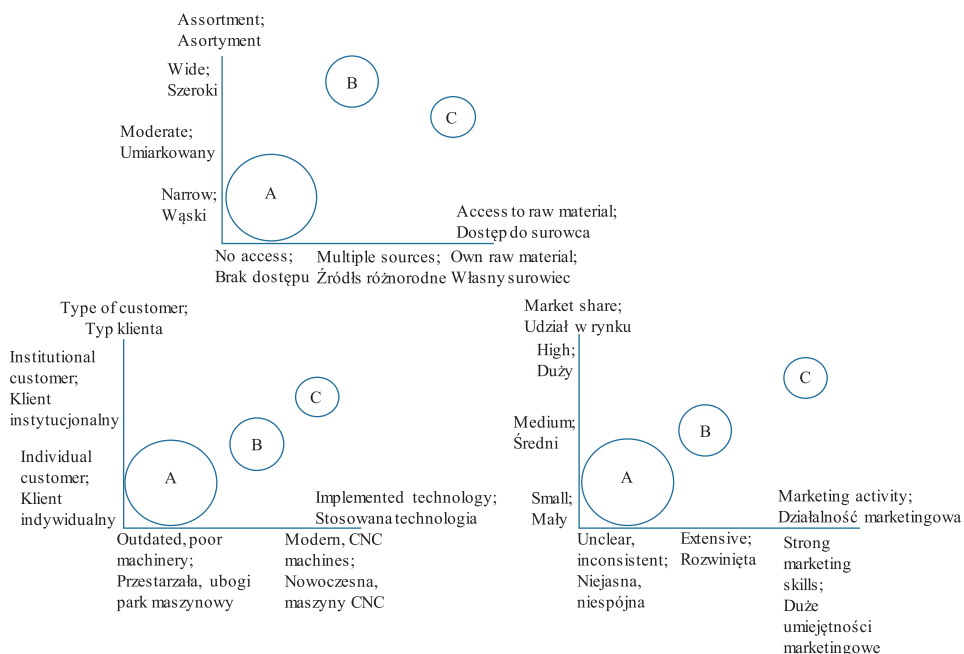 Assortment;
Asortyment
Wide;
Szeroki
B
C
Moderate;
Umiarkowany
A
Narrow;
Wąski
Access to raw material;
Dostęp do surowca
No access;
Brak dostępu
Multiple sources;
Źródłs różnorodne
Own raw material;
Własny surowiec
Type of customer;
Typ klienta
Institutional
customer;
Klient
instytucjonalny
C
B
A
Individual
customer;
Klient
indywidualny
Implemented technology;
Stosowana technologia
Outdated, poor
machinery;
Przestarzała, ubogi
park maszynowy
Modern, CNC
machines;
Nowoczesna,
maszyny CNC
Market share;
Udział w rynku
High;
Duży
C
Medium;
Średni
B
A
Small;
Mały
Marketing activity;
Działalność marketingowa
Unclear,
inconsistent;
Niejasna,
niespójna
Extensive;
Rozwinięta
Strong
marketing
skills;
Duże
umiejętności
marketingowe